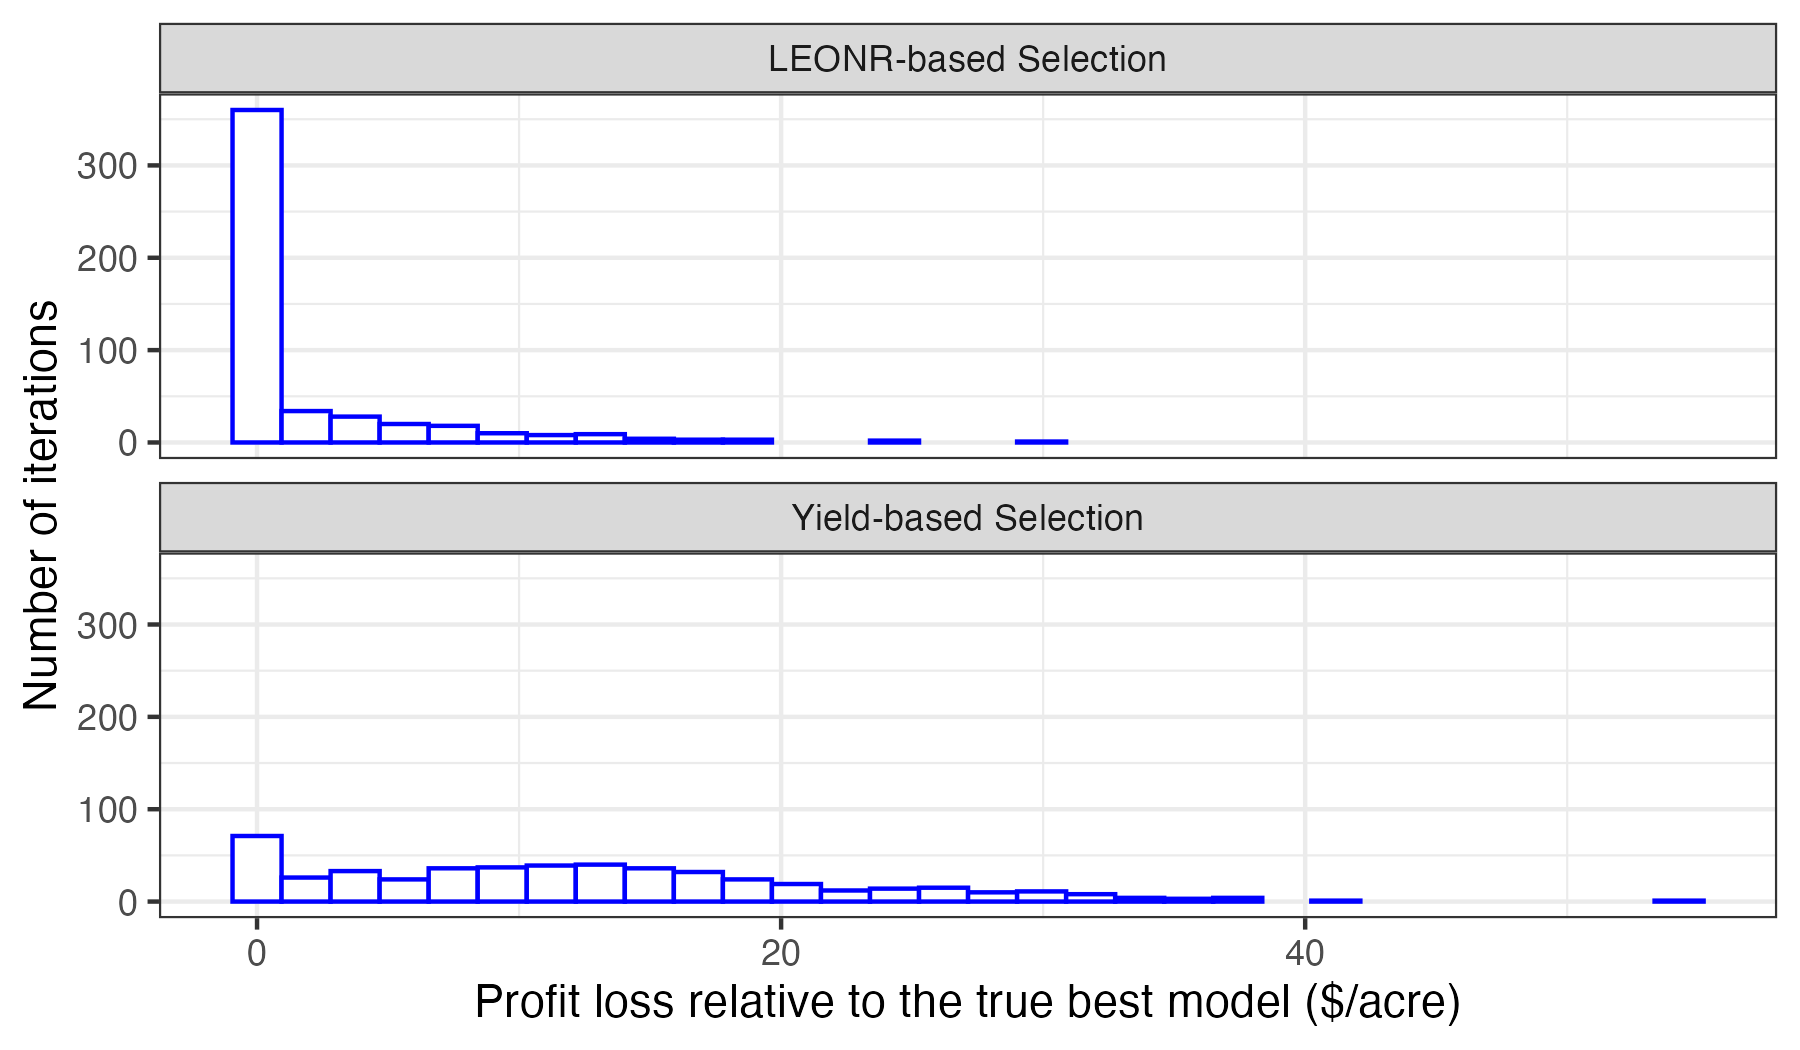 LEONR-based Selection
300
200
100
0
Number of iterations
Yield-based Selection
300
200
100
0
0 20 40
Profit loss relative to the true best model ($/acre)